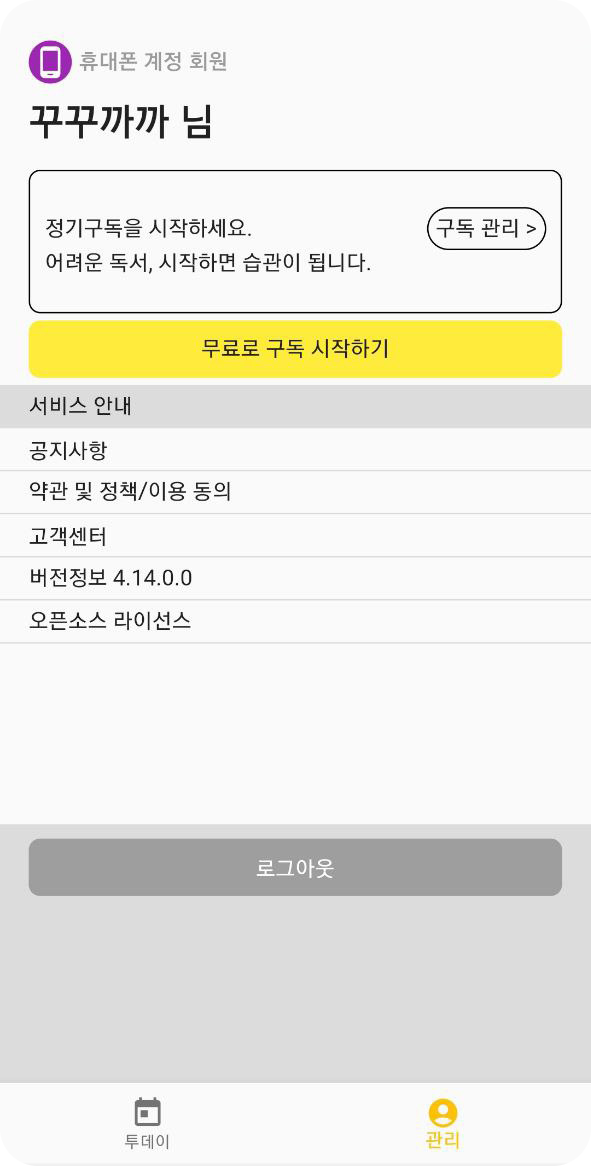 휴대폰 계정 회원
꾸꾸까까 님
정기구독을 시작하세요.
구독 관리 >
어려운 독서, 시작하면 습관이 됩니다.
무료로 구독 시작하기
서비스 안내
공지사항
약관 및 정책/이용 동의
고객센터
버전정보 4.14.0.0
오픈소스 라이선스
로그아웃
투데이
관리